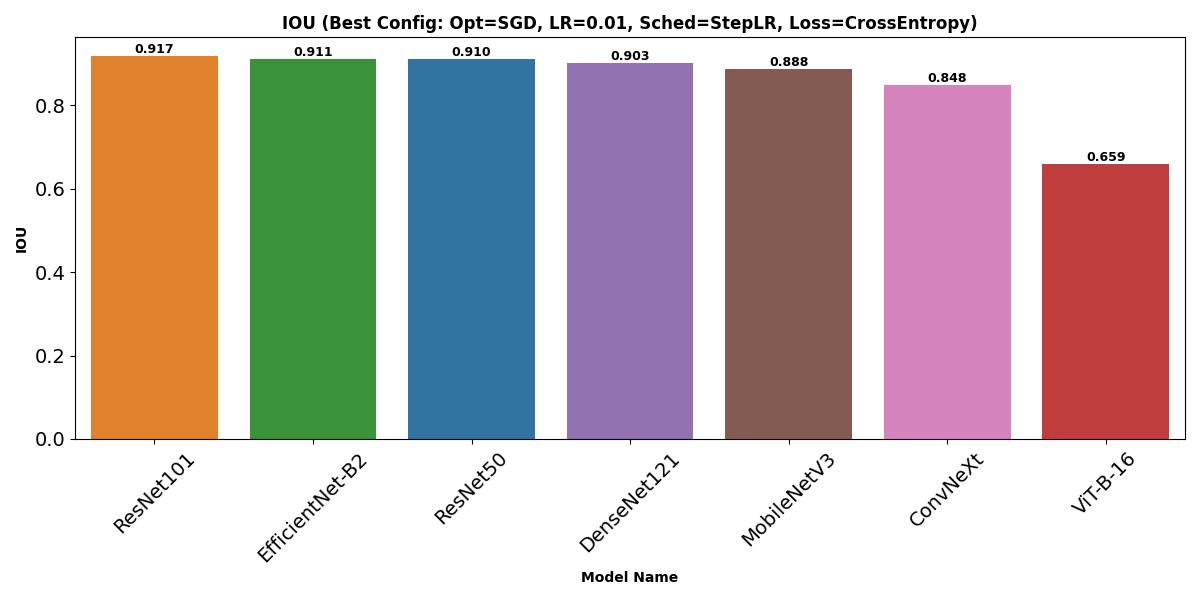 IOU (Best Config: Opt=SGD, LR=0.01, Sched=StepLR, Loss=CrossEntropy)
0.917
0.911
0.910
0.903
0.888
0.848
0.659
IOU
0.8
0.6
0.4
0.2
0.0
ResNet101
EfficientNet-B2
ResNet50
DenseNet121
MobileNetV3
ConvNeXt
ViT-B-16
Model Name